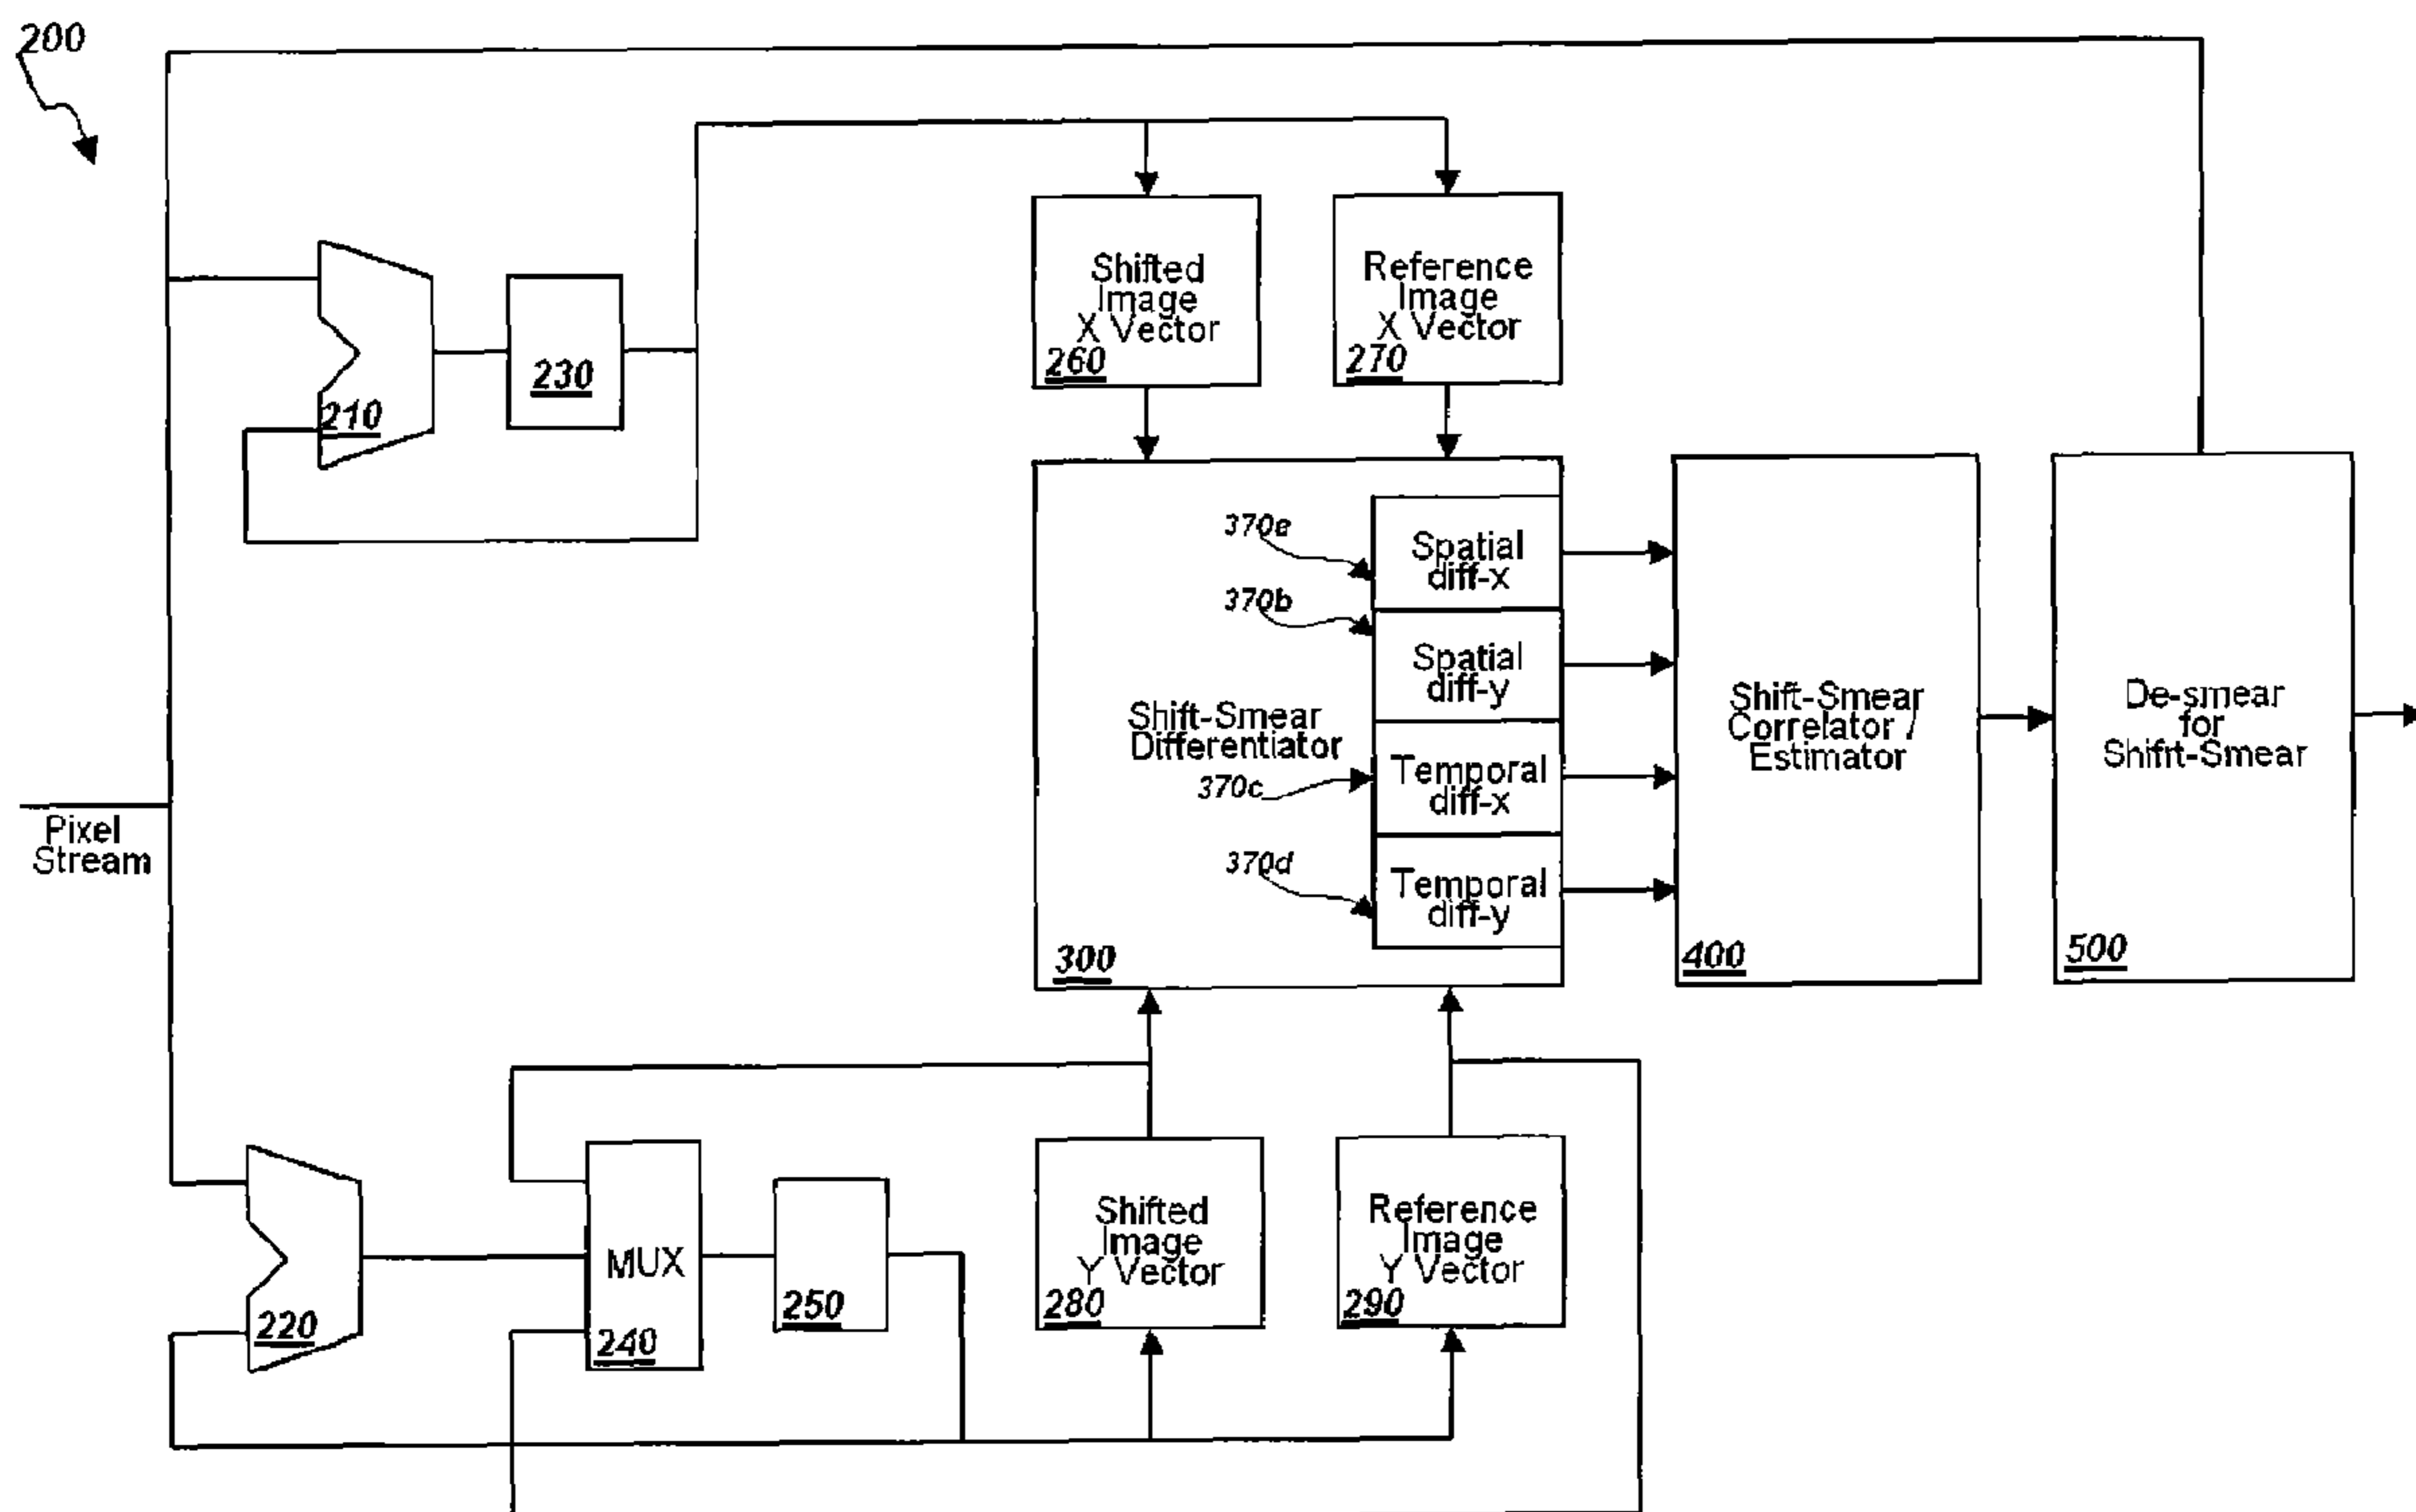 200
210
230
Shifted
Image
X Vector
260
Reference
Image
X Vector
270
370a
Spatial
diff-x
370b
Spatial
diff-y
Shift-Smear
Differentiator
370c
Temporal
diff-x
370d
Temporal
diff-y
300
Shift-Smear
Correlator /
Estimator
400
De-smear
for
Shifrt-Smear
500
Pixel
Stream
220
MUX
240
250
Shifted
Image
Y Vector
280
Reference
Image
Y Vector
290